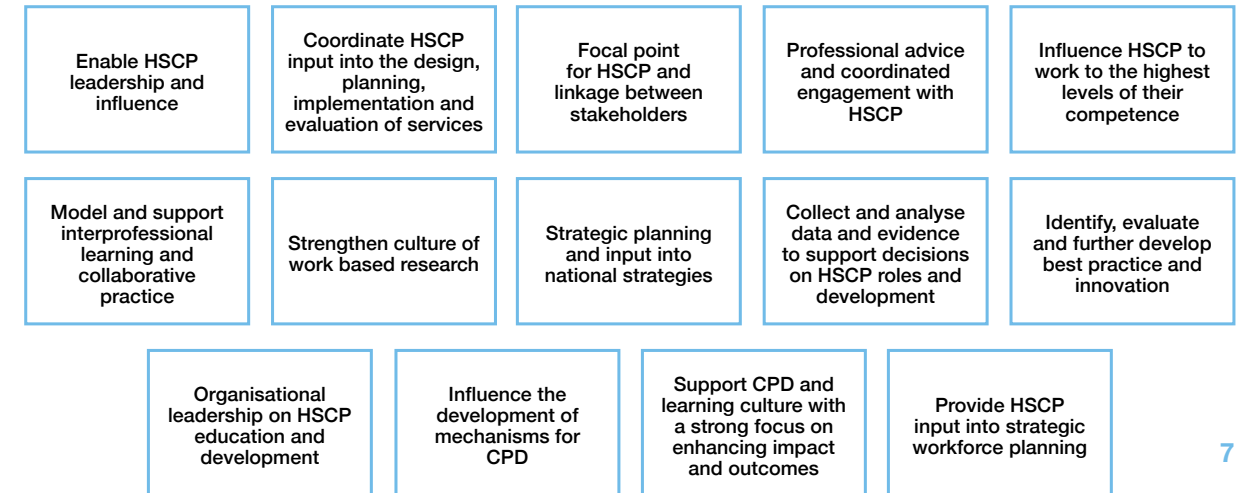 Enable HSCP
leadership and
influence
Coordinate HSCP
input into the design,
planning,
implementation and
evaluation of services
Focal point
for HSCP and
linkage between
stakeholders
Professional advice
and coordinated
engagement with
HSCP
Influence HSCP to
work to the highest
levels of their
competence
Model and support
interprofessional
learning and
collaborative
practice
Strengthen culture of
work based research
Strategic planning
and input into
national strategies
Collect and analyse
data and evidence
to support decisions
on HSCP roles and
development
Identify, evaluate
and further develop
best practice and
innovation
Organisational
leadership on HSCP
education and
development
Influence the
development of
mechanisms for
CPD
Support CPD and
learning culture with
a strong focus on
enhancing impact
and outcomes
Provide HSCP
input into strategic
workforce planning
7